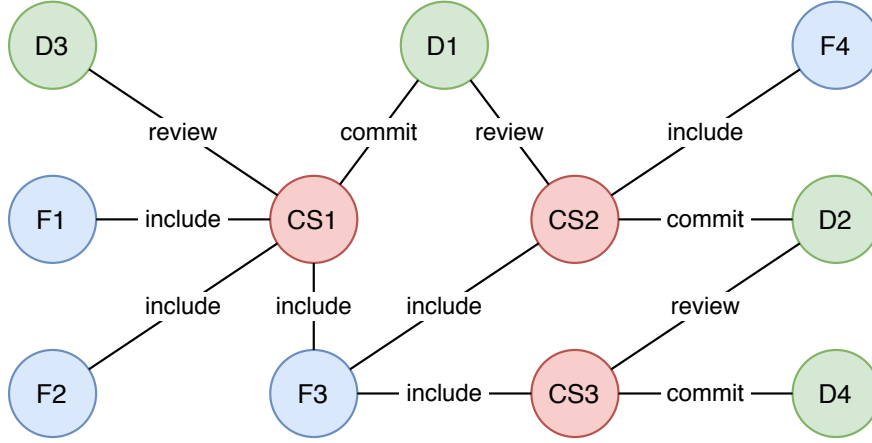 D3
D1
F4
review
commit
review
include
F1
include
CS1
CS2
commit
D2
include
include
include
review
F2
F3
include
CS3
commit
D4